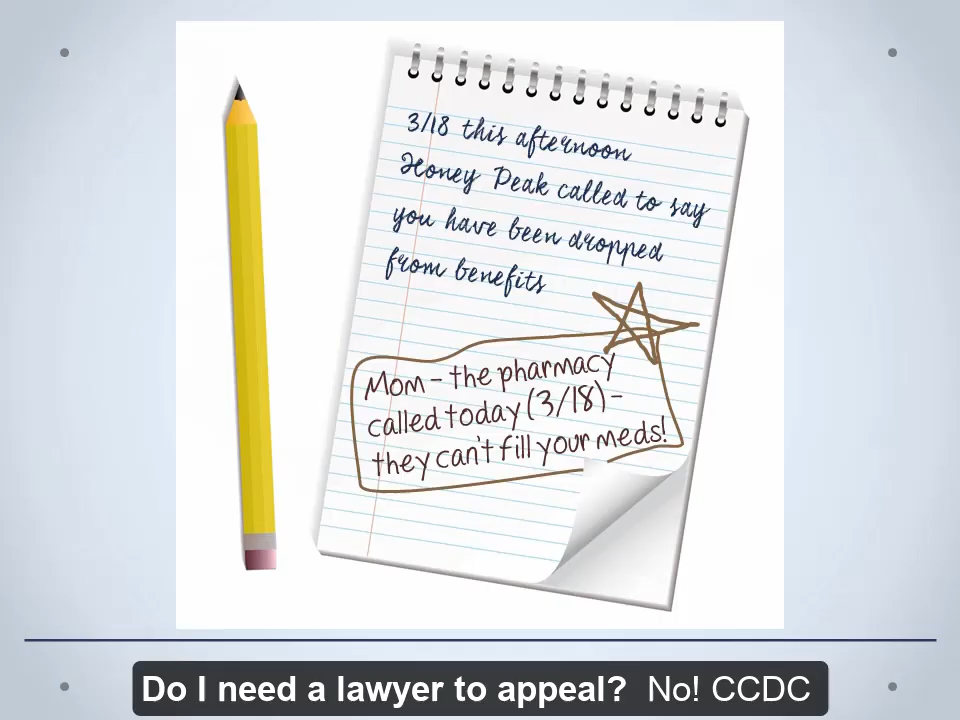 3/18 this afternoon
Honey Peak called to say
you have been dropped
from benefits
Mom – the pharmacy
called today (3/18) –
they can't fill your meds!
Do I need a lawyer to appeal? No! CCDC